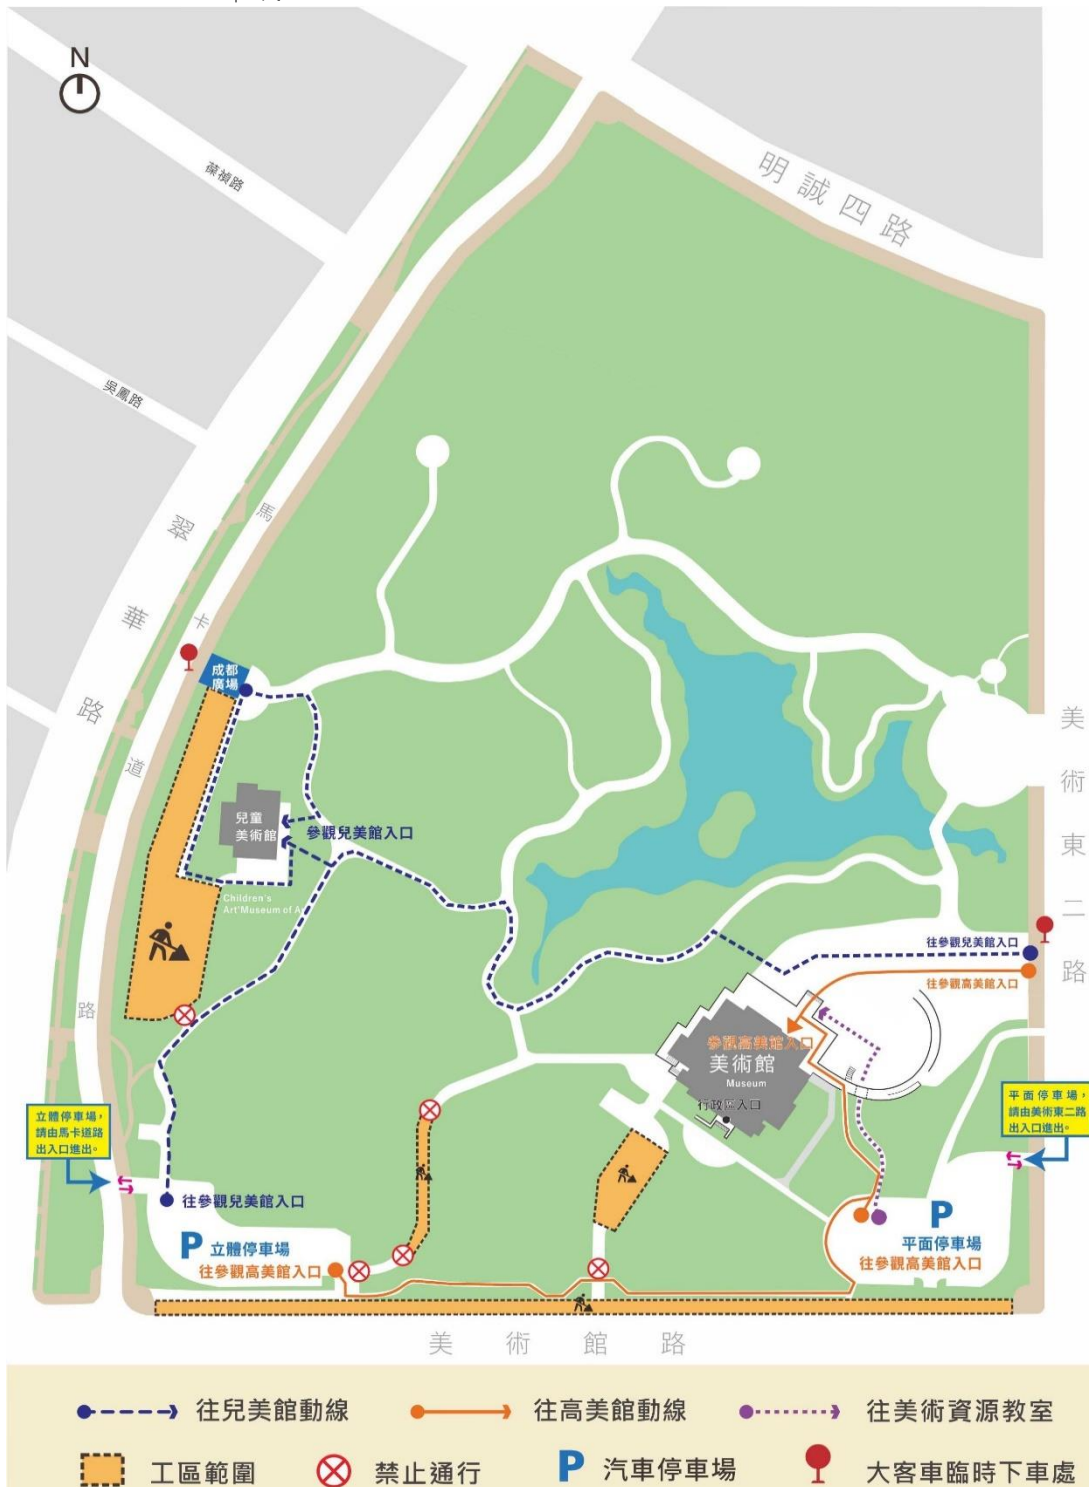 N
明誠四路
葆禎路
吳鳳路
翠華路
馬卡道路
成都
廣場
兒童
美術館
參觀兒美館入口
Children's
Art Museum of A
美術東二路
往參觀兒美館入口
往參觀高美館入口
參觀高美館入口
美術館
Museum
行政區入口
立體停車場，
請由馬卡道路
出入口進出。
平面停車場，
請由美術東二路
出入口進出。
往參觀兒美館入口
P 立體停車場
往參觀高美館入口
P
平面停車場
往參觀高美館入口
美術館路
往兒美館動線
往高美館動線
往美術資源教室
工區範圍
禁止通行
P 汽車停車場
大客車臨時下車處